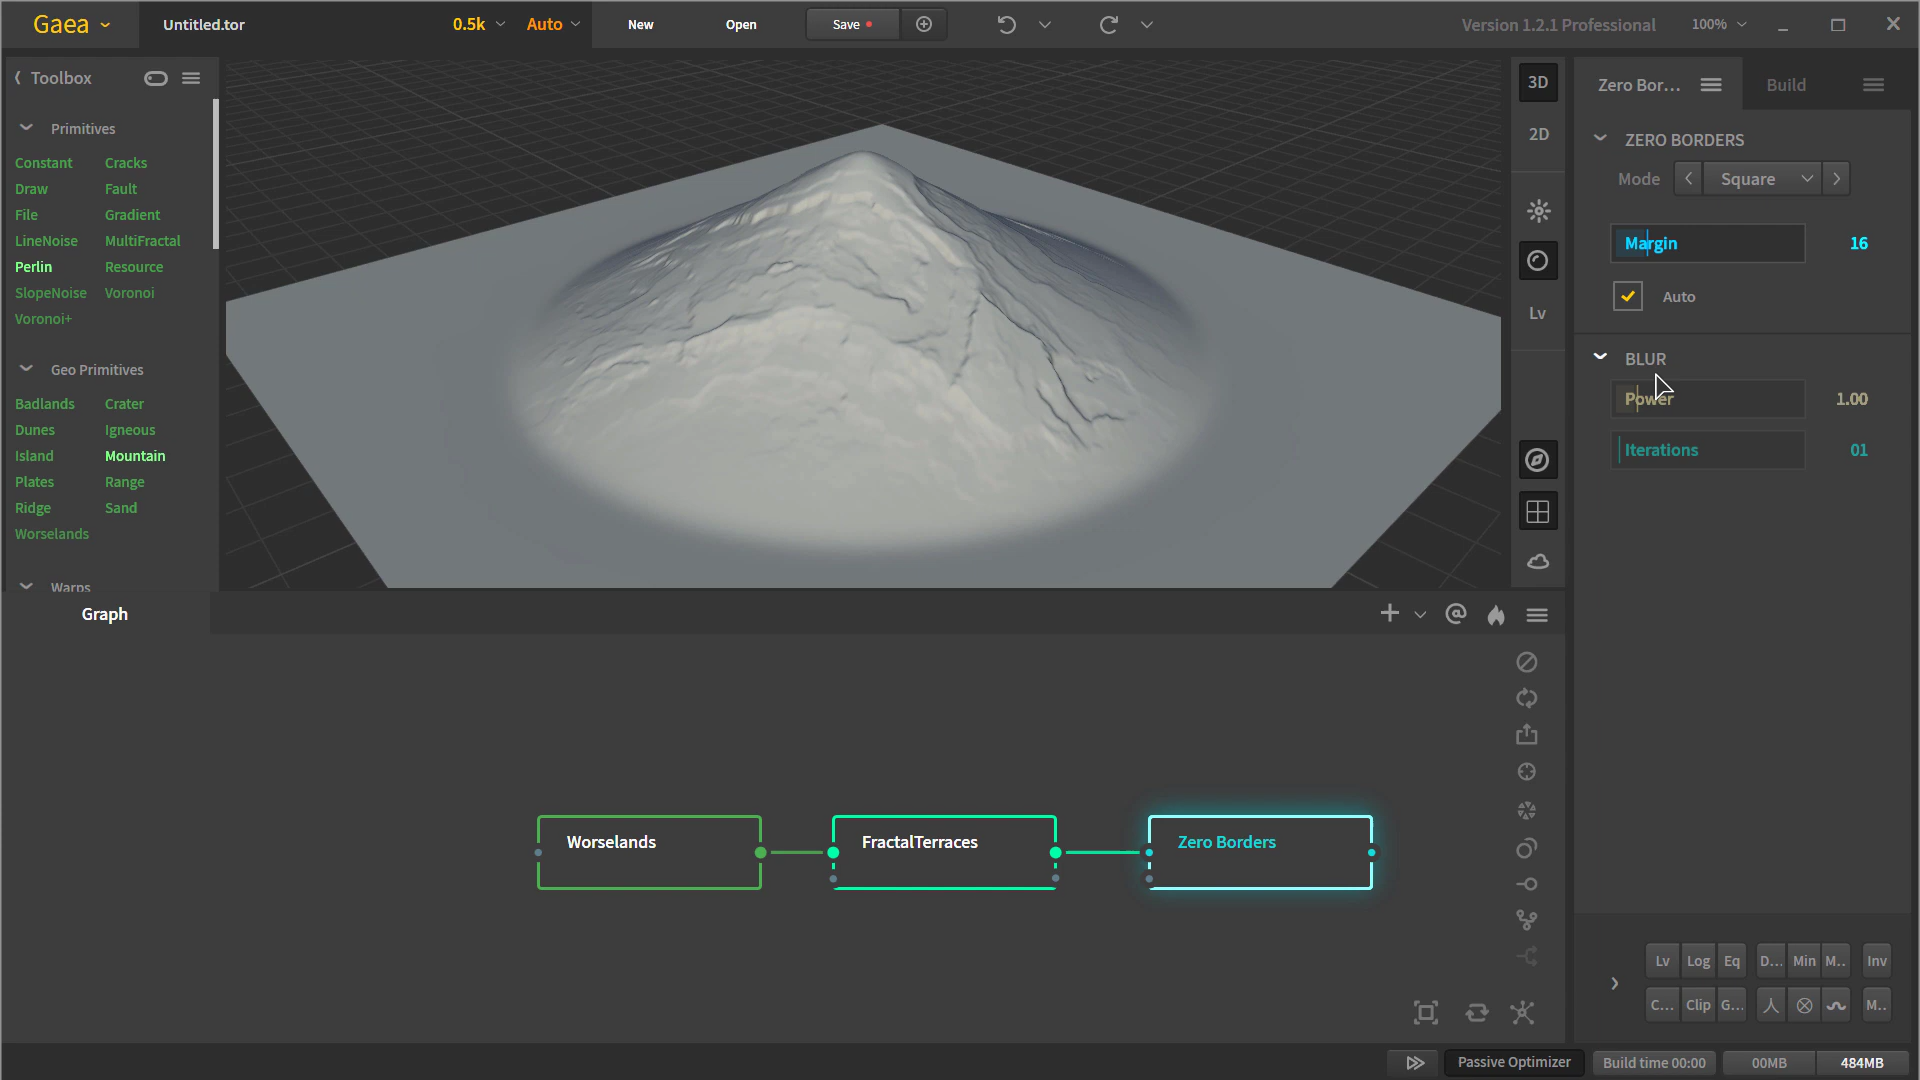 Gaea
Untitled.tor
0.5k
Auto
New
Open
Save
Version 1.2.1 Professional
100%
Toolbox
Primitives
Constant
Cracks
Draw
Fault
File
Gradient
LineNoise
MultiFractal
Perlin
Resource
SlopeNoise
Voronoi
Voronoi+
Geo Primitives
Badlands
Crater
Dunes
Igneous
Island
Mountain
Plates
Range
Ridge
Sand
Worselands
Warps
3D
2D
Lv
Zero Bor...
Build
ZERO BORDERS
Mode
Square
Margin
16
Auto
BLUR
Power
1.00
Iterations
01
Graph
Worselands
FractalTerraces
Zero Borders
Lv
Log
Eq
D...
Min
M..
Inv
C...
Clip
G...
M..
Passive Optimizer
Build time 00:00
00MB
484MB